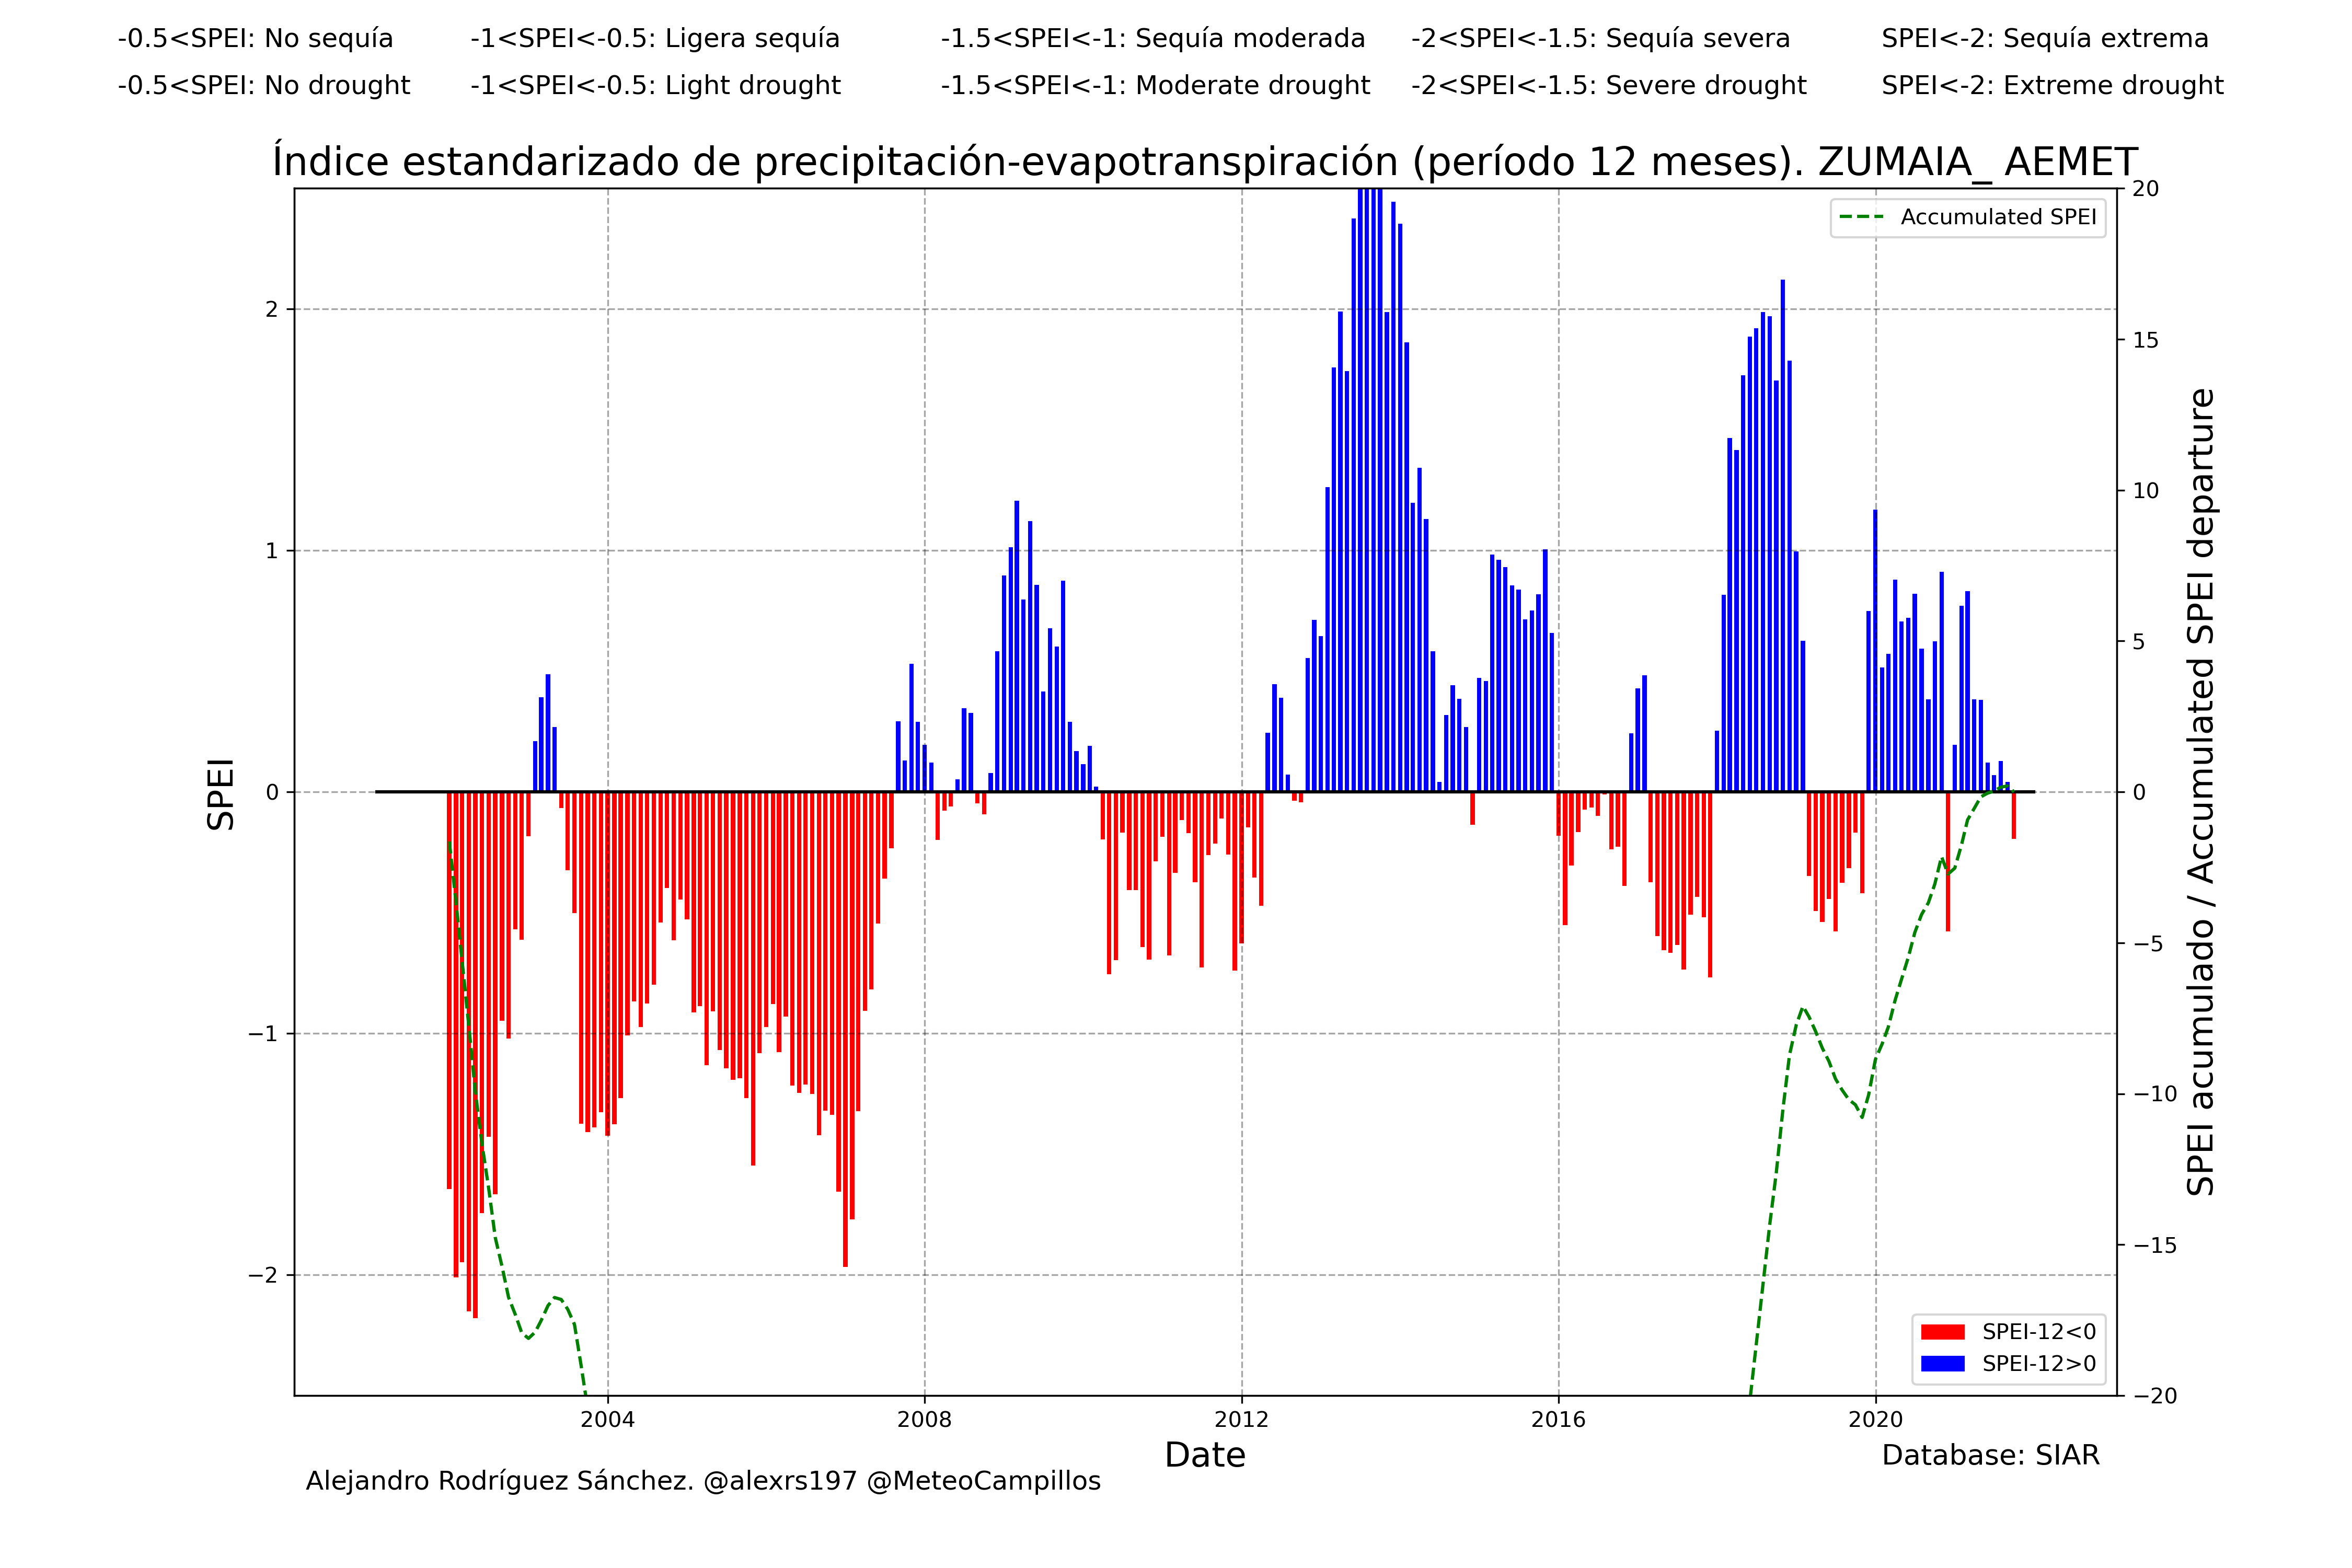 -0.5<SPEI: No sequía -1<SPEI<-0.5: Ligera sequía -1.5<SPEI<-1: Sequía moderada -2<SPEI<-1.5: Sequía severa SPEI<-2: Sequía extrema
-0.5<SPEI: No drought -1<SPEI<-0.5: Light drought -1.5<SPEI<-1: Moderate drought -2<SPEI<-1.5: Severe drought SPEI<-2: Extreme drought
Índice estandarizado de precipitación-evapotranspiración (período 12 meses). ZUMAIA_ AEMET
Accumulated SPEI
SPEI
2
1
0
−1
−2
20
15
10
5
0
−5
−10
−15
−20
SPEI acumulado / Accumulated SPEI departure
SPEI-12<0
SPEI-12>0
2004 2008 2012 2016 2020
Date
Database: SIAR
Alejandro Rodríguez Sánchez. @alexrs197 @MeteoCampillos